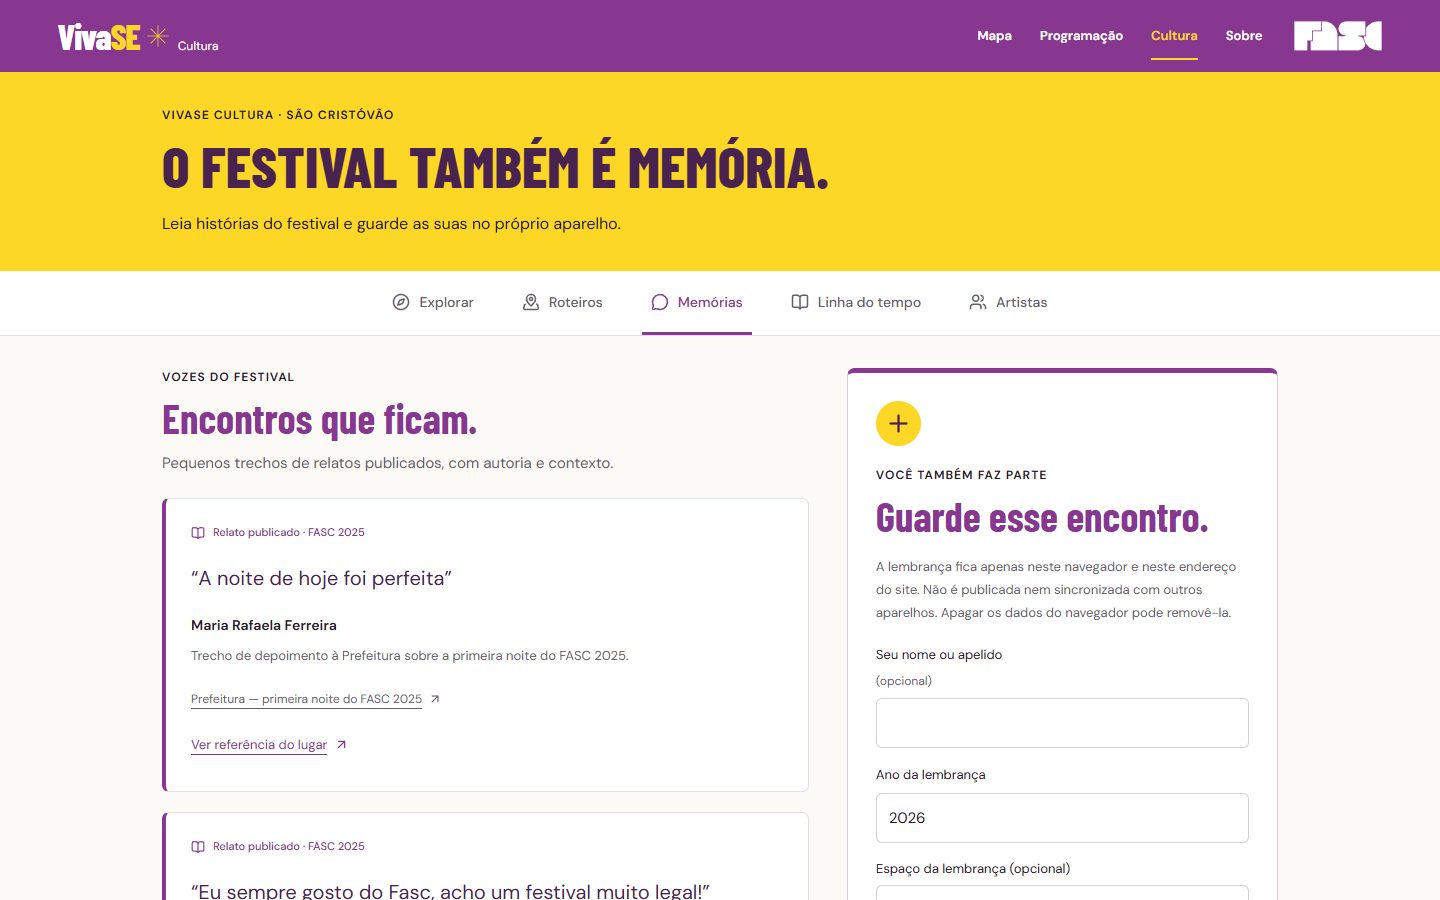 VivaSE Cultura
Mapa Programação Cultura Sobre FASC
VIVASE CULTURA · SÃO CRISTÓVÃO
O FESTIVAL TAMBÉM É MEMÓRIA.
Leia histórias do festival e guarde as suas no próprio aparelho.
Explorar Roteiros Memórias Linha do tempo Artistas
VOZES DO FESTIVAL
Encontros que ficam.
Pequenos trechos de relatos publicados, com autoria e contexto.
Relato publicado · FASC 2025
“A noite de hoje foi perfeita”
Maria Rafaela Ferreira
Trecho de depoimento à Prefeitura sobre a primeira noite do FASC 2025.
Prefeitura — primeira noite do FASC 2025
Ver referência do lugar
Relato publicado · FASC 2025
“Eu sempre gosto do Fasc, acho um festival muito legal!”
VOCÊ TAMBÉM FAZ PARTE
Guarde esse encontro.
A lembrança fica apenas neste navegador e neste endereço
do site. Não é publicada nem sincronizada com outros
aparelhos. Apagar os dados do navegador pode removê-la.
Seu nome ou apelido
(opcional)
Ano da lembrança
2026
Espaço da lembrança (opcional)